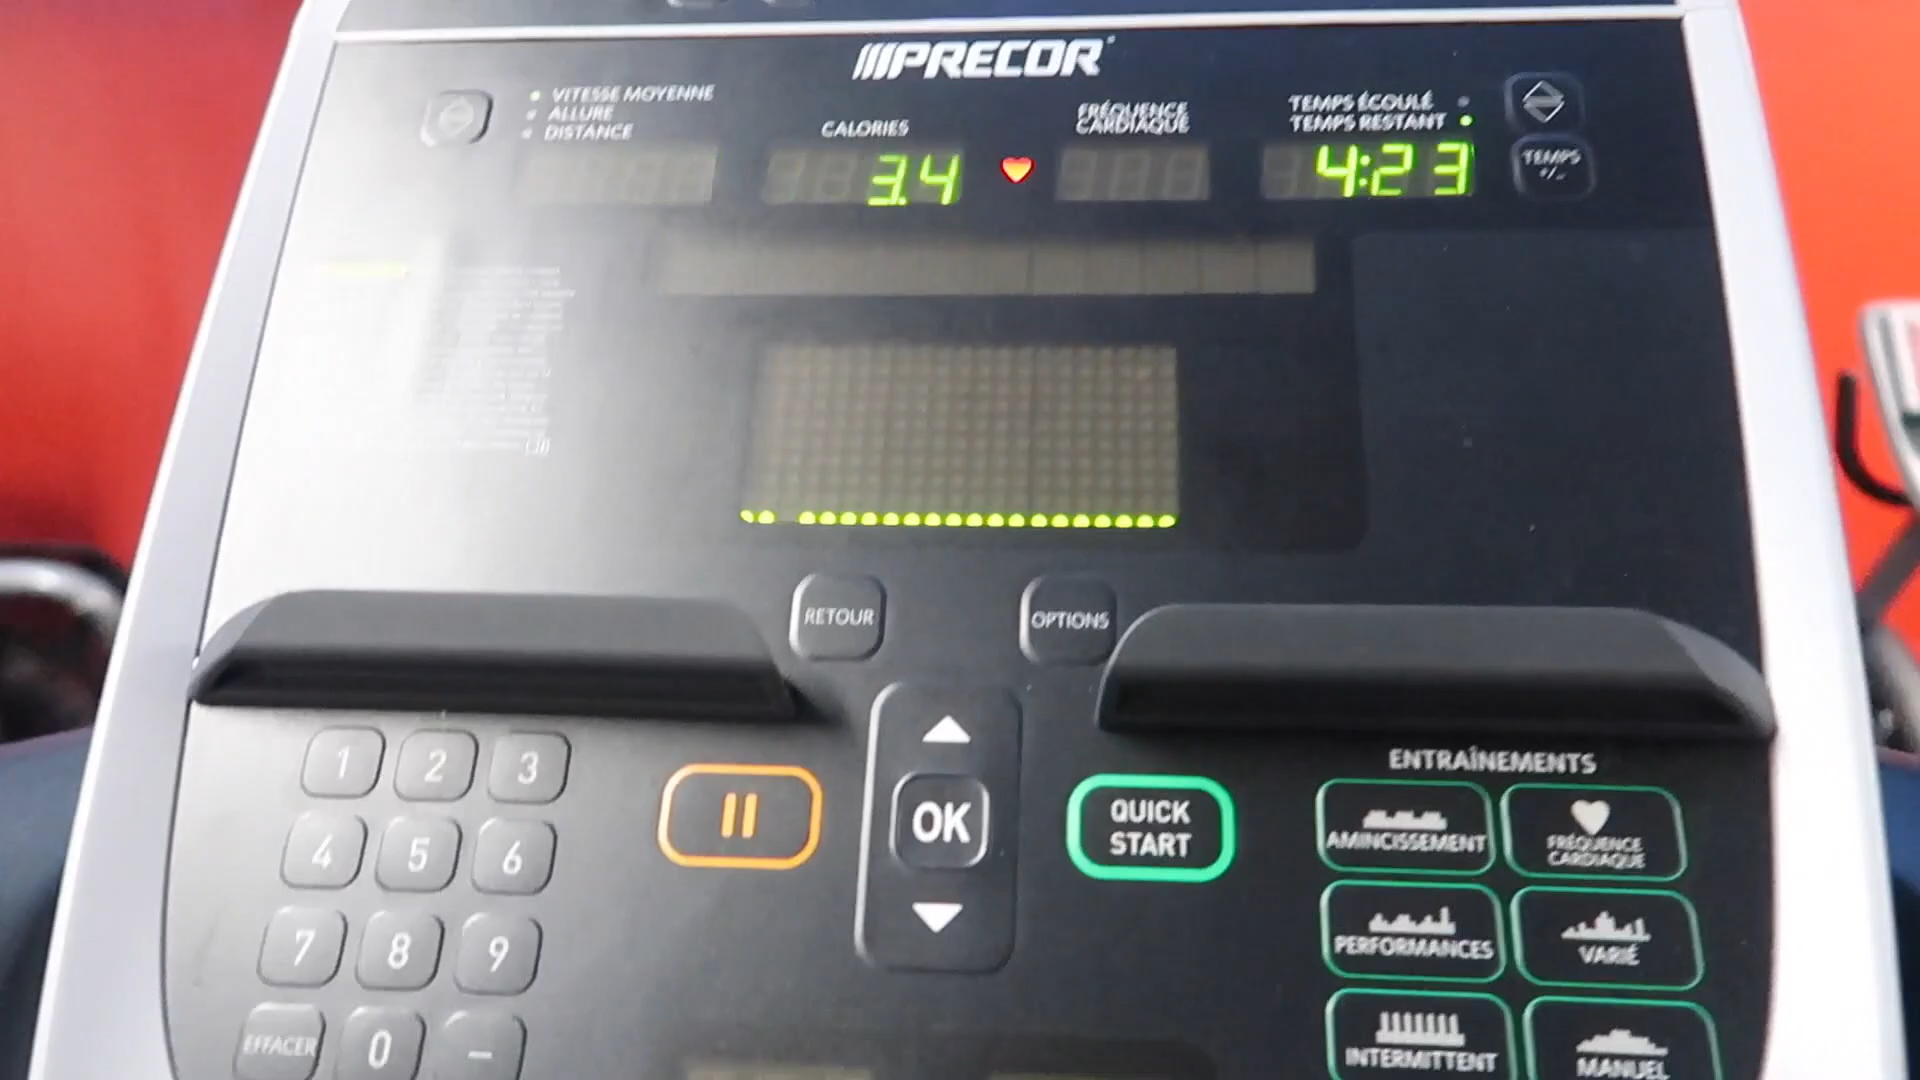 PRECOR
VITESSE MOYENNE
ALLURE
DISTANCE
CALORIES
FRÉQUENCE
CARDIAQUE
TEMPS ÉCOULÉ
TEMPS RESTANT
3.4
4:23
TEMPS
+/-
RETOUR
OPTIONS
1 2 3
4 5 6
7 8 9
EFFACER 0 -
OK
QUICK
START
ENTRAÎNEMENTS
AMINCISSEMENT
FRÉQUENCE
CARDIAQUE
PERFORMANCES
VARIÉ
INTERMITTENT
MANUEL